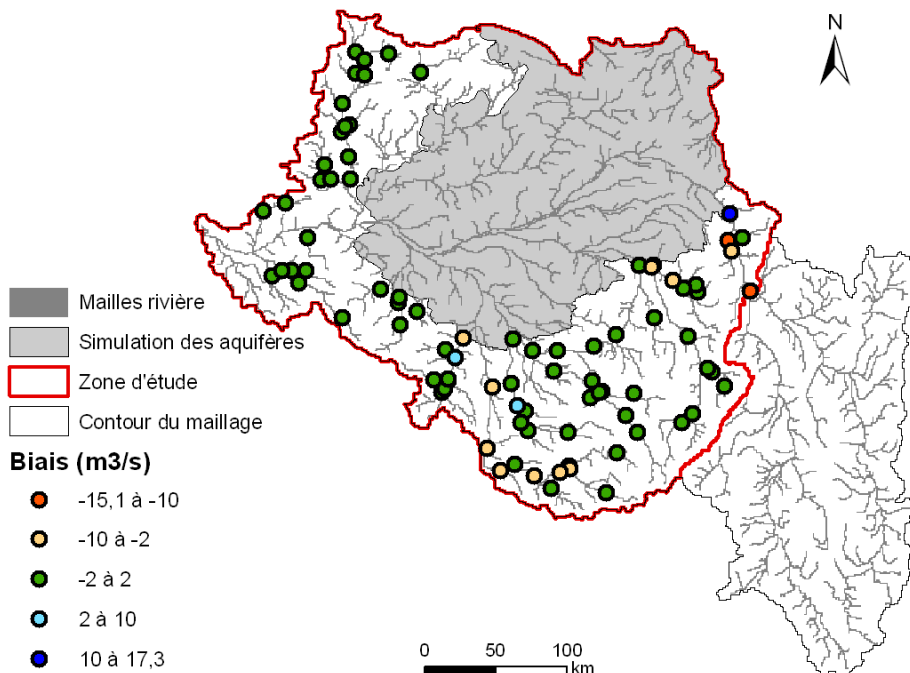 N
Mailles rivière
Simulation des aquifères
Zone d'étude
Contour du maillage
Biais (m3/s)
-15,1 à -10
-10 à -2
-2 à 2
2 à 10
10 à 17,3
0 50 100
km